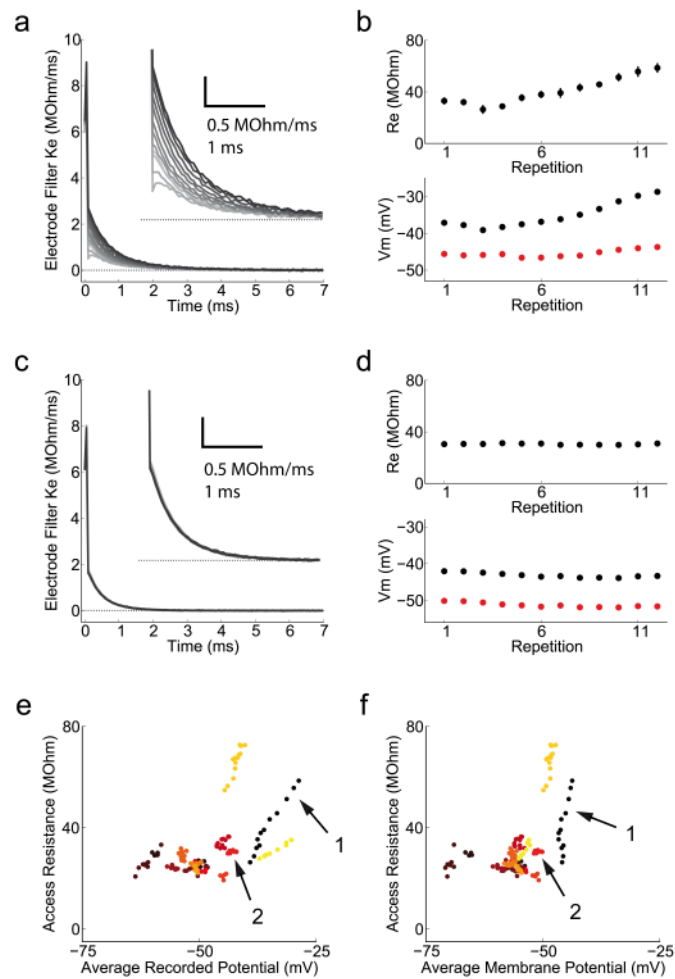 a
Electrode Filter Ke (MOhm/ms)
10
8
6
4
2
0
0.5 MOhm/ms
1 ms
0 1 2 3 4 5 6 7
Time (ms)
b
Re (MOhm)
80
40
0
1 6 11
Repetition
Vm (mV)
−30
−40
−50
1 6 11
Repetition
c
Electrode Filter Ke (MOhm/ms)
10
8
6
4
2
0
0.5 MOhm/ms
1 ms
0 1 2 3 4 5 6 7
Time (ms)
d
Re (MOhm)
80
40
0
1 6 11
Repetition
Vm (mV)
−30
−40
−50
1 6 11
Repetition
e
Access Resistance (MOhm)
80
40
0
1
2
−75 −50 −25
Average Recorded Potential (mV)
f
Access Resistance (MOhm)
80
40
0
1
2
−75 −50 −25
Average Membrane Potential (mV)